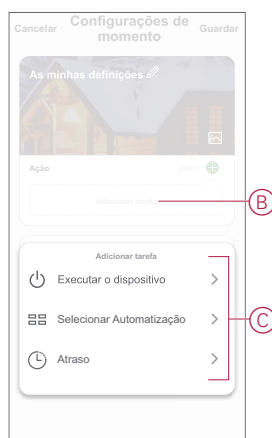 Cancelar
Configurações de
momento
Guardar
As minhas definições
Ação
Adicionar tarefa
B
Adicionar tarefa
Executar o dispositivo
Selecionar Automatização
Atraso
C